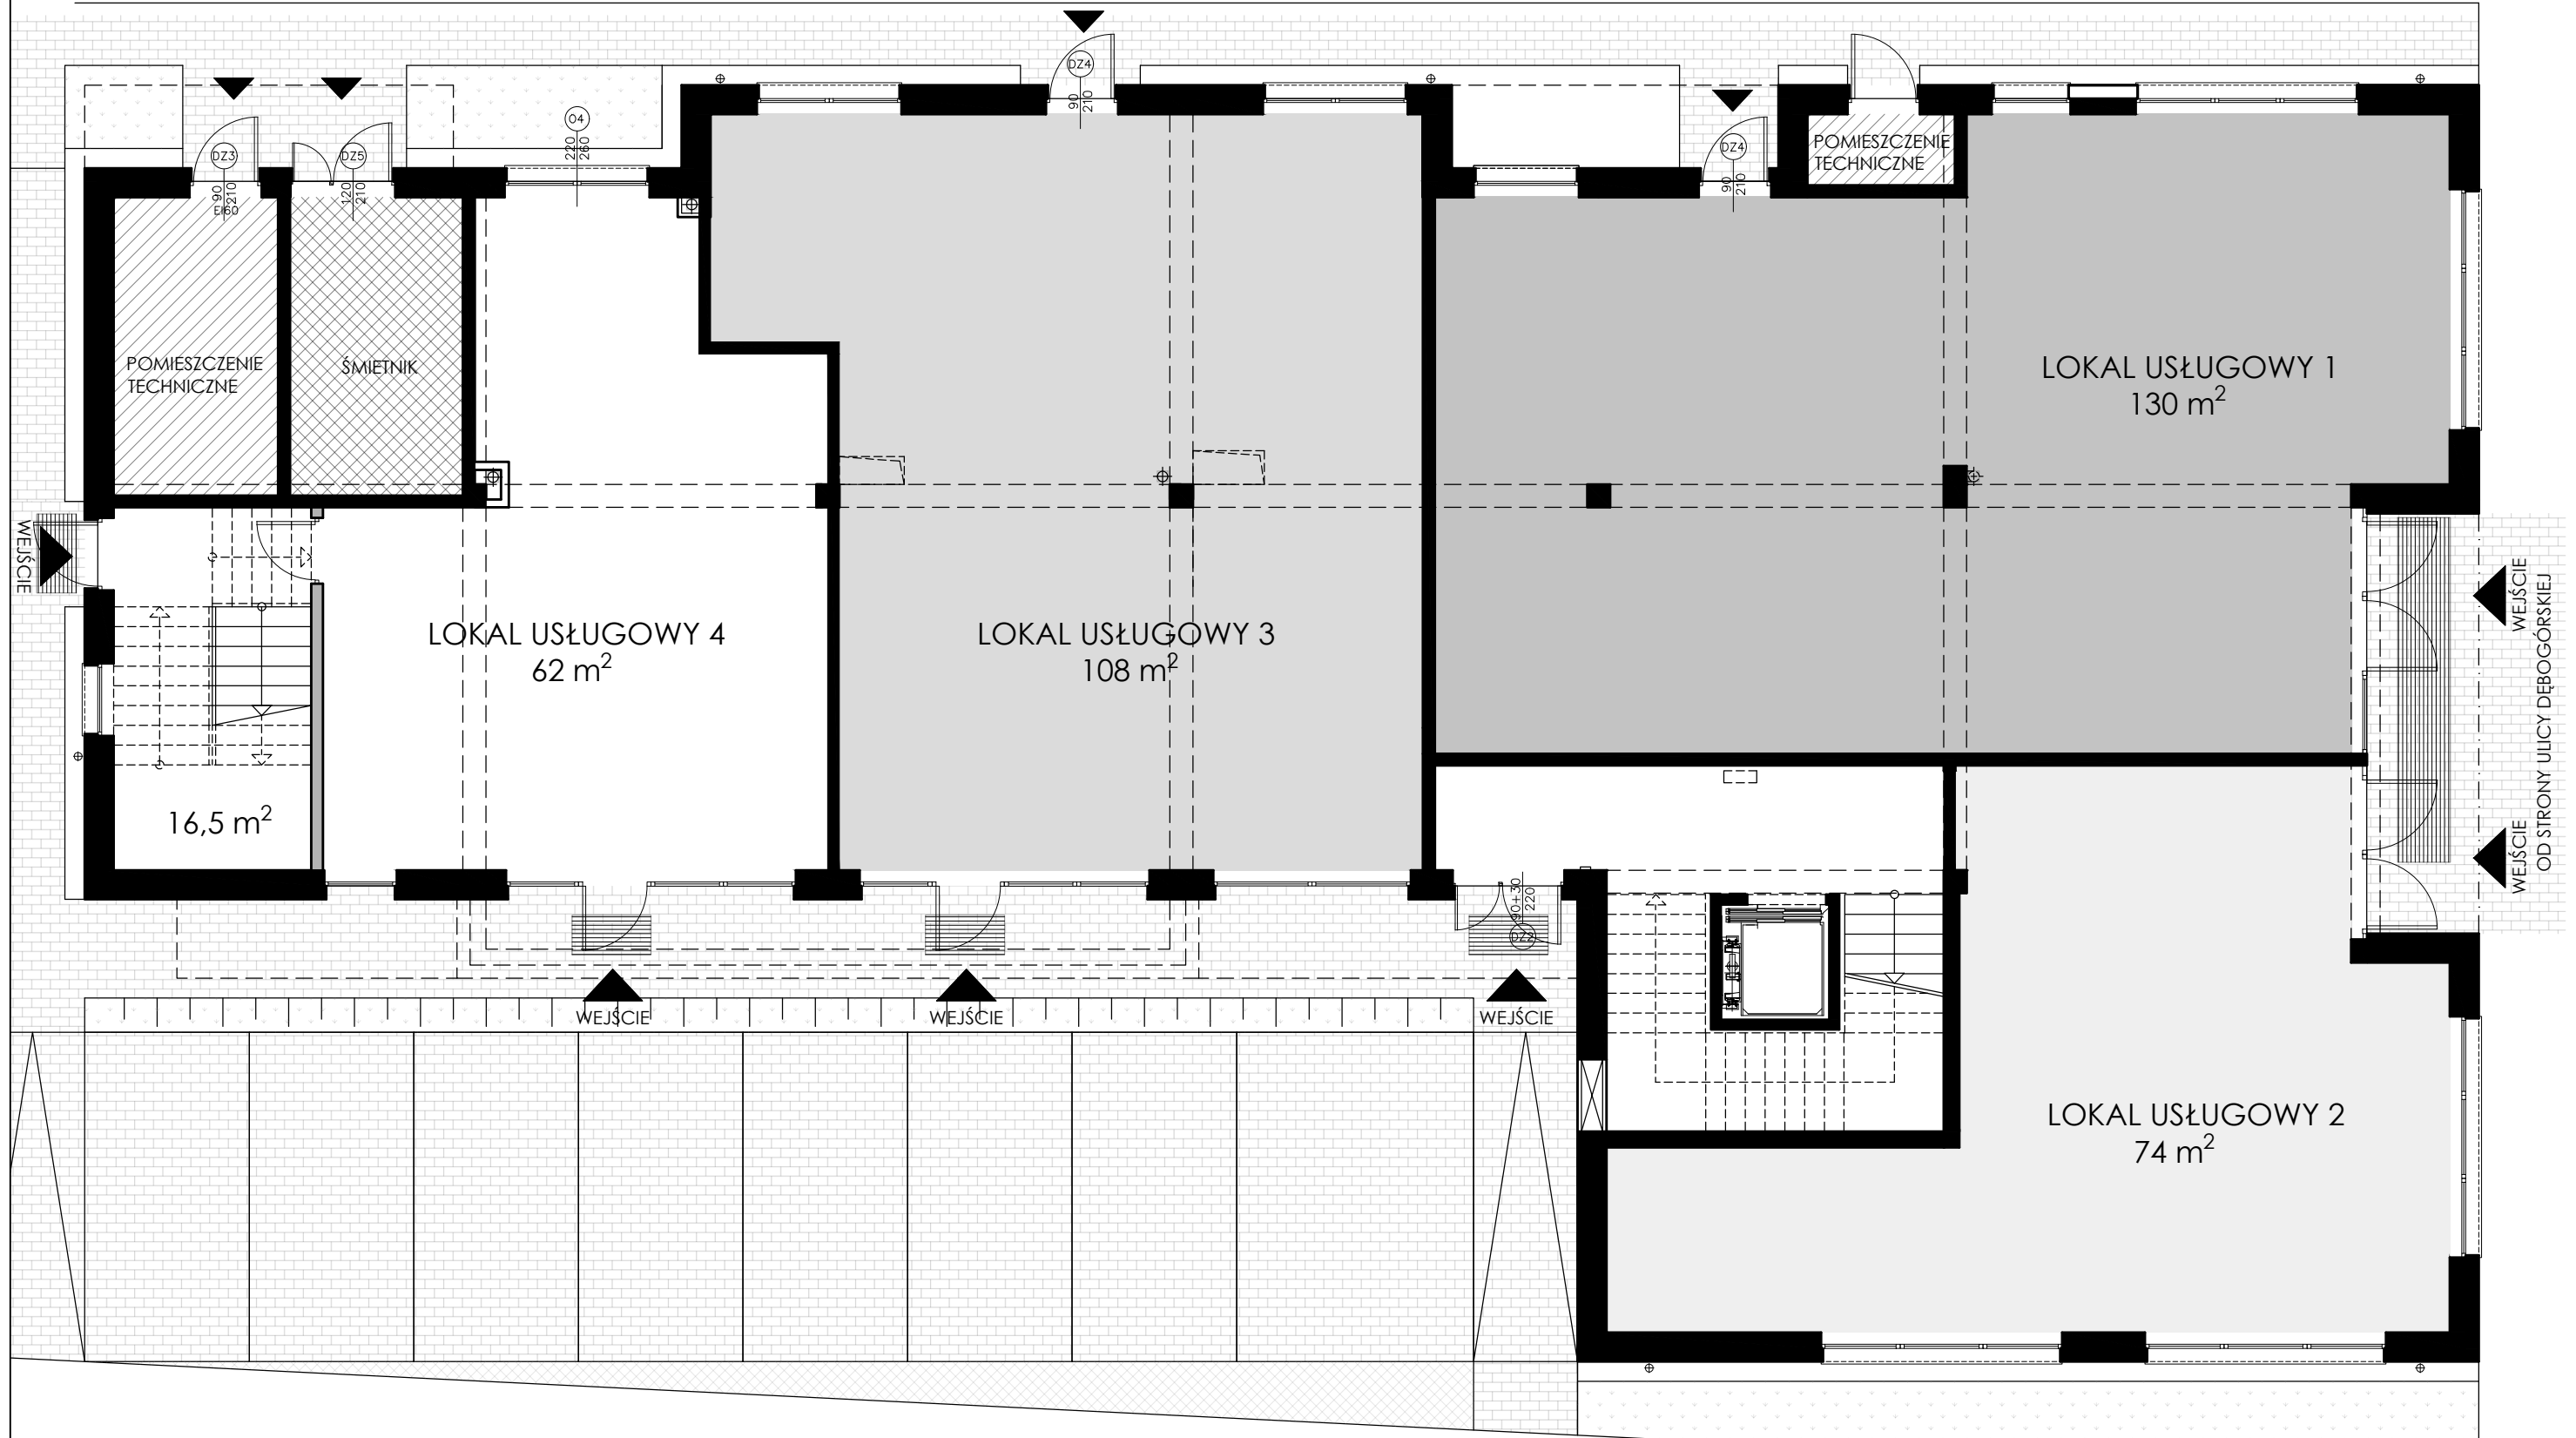 DZ4
90
210
DZ3
90
210
EI60
DZ5
120
210
O4
220
260
DZ4
90
210
POMIESZCZENIE
TECHNICZNE
POMIESZCZENIE
TECHNICZNE
ŚMIETNIK
LOKAL USŁUGOWY 1
130 m²
WEJŚCIE
LOKAL USŁUGOWY 4
62 m²
LOKAL USŁUGOWY 3
108 m²
WEJŚCIE
OD STRONY ULICY DĘBOGÓRSKIEJ
WEJŚCIE
16,5 m²
90+30
220
DZ2
WEJŚCIE
WEJŚCIE
WEJŚCIE
LOKAL USŁUGOWY 2
74 m²